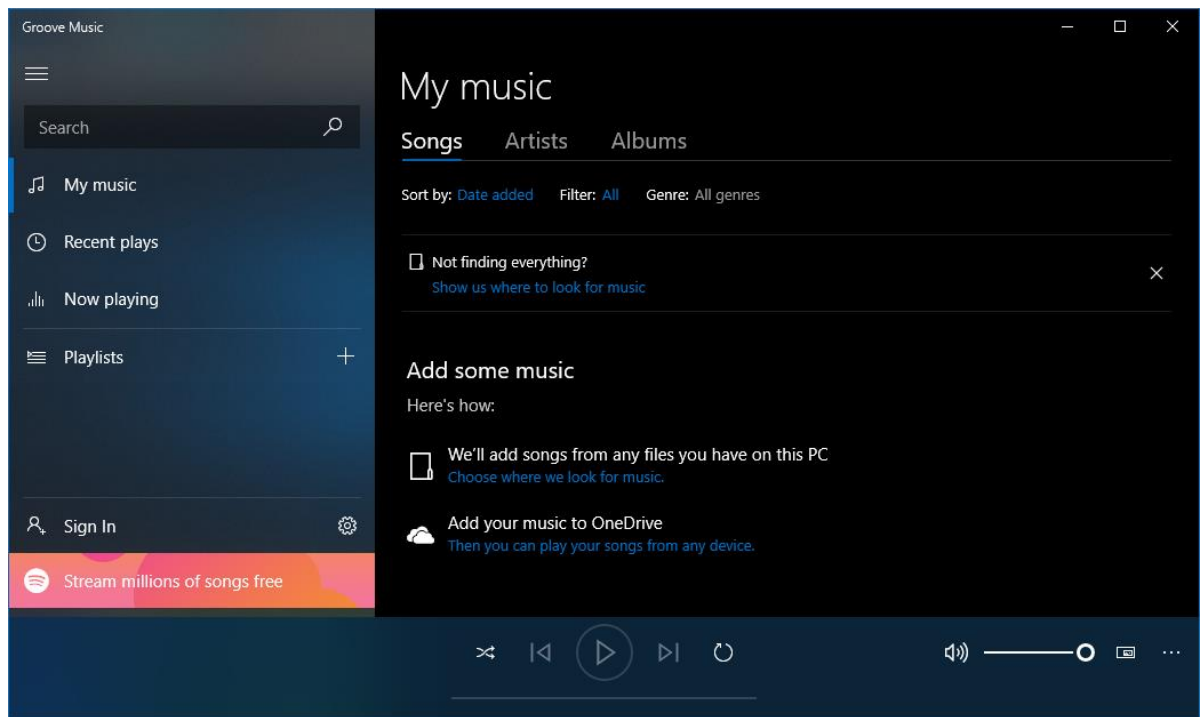 Groove Music
Search
My music
Recent plays
Now playing
Playlists
Sign In
Stream millions of songs free
My music
Songs Artists Albums
Sort by: Date added Filter: All Genre: All genres
Not finding everything?
Show us where to look for music
Add some music
Here's how:
We'll add songs from any files you have on this PC
Choose where we look for music.
Add your music to OneDrive
Then you can play your songs from any device.